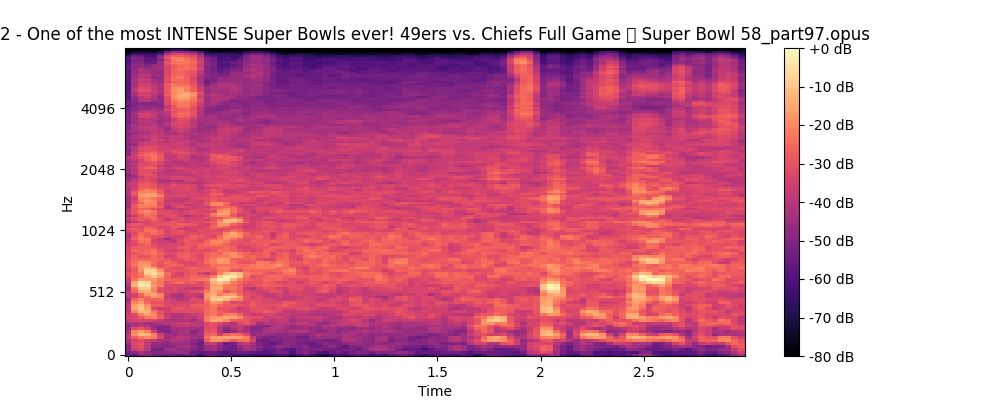 2 - One of the most INTENSE Super Bowls ever! 49ers vs. Chiefs Full Game  Super Bowl 58_part97.opus
+0 dB
4096
-10 dB
-20 dB
2048
-30 dB
Hz
-40 dB
1024
-50 dB
512
-60 dB
-70 dB
0
-80 dB
0
0.5
1
1.5
2
2.5
Time